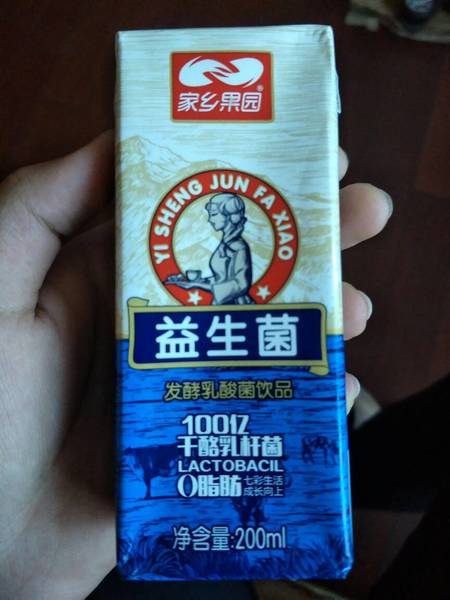 家乡果园®
YI SHENG JUN FA XIAO
益生菌
发酵乳酸菌饮品
100亿
干酪乳杆菌
LACTOBACIL
0脂肪 七彩生活
成长向上
净含量:200ml